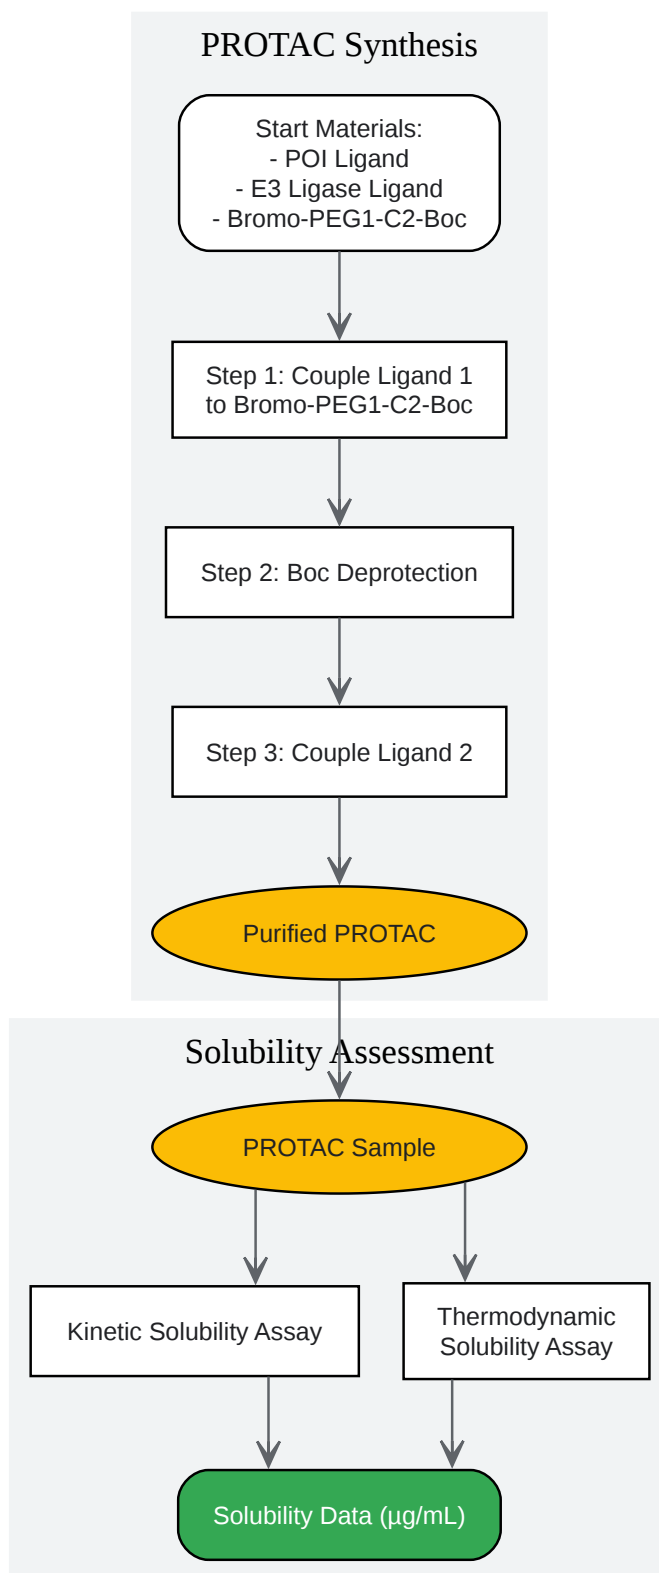 PROTAC Synthesis
Start Materials:
- POI Ligand
- E3 Ligase Ligand
- Bromo-PEG1-C2-Boc
Step 1: Couple Ligand 1
to Bromo-PEG1-C2-Boc
Step 2: Boc Deprotection
Step 3: Couple Ligand 2
Purified PROTAC
Solubility Assessment
PROTAC Sample
Kinetic Solubility Assay
Thermodynamic
Solubility Assay
Solubility Data (µg/mL)